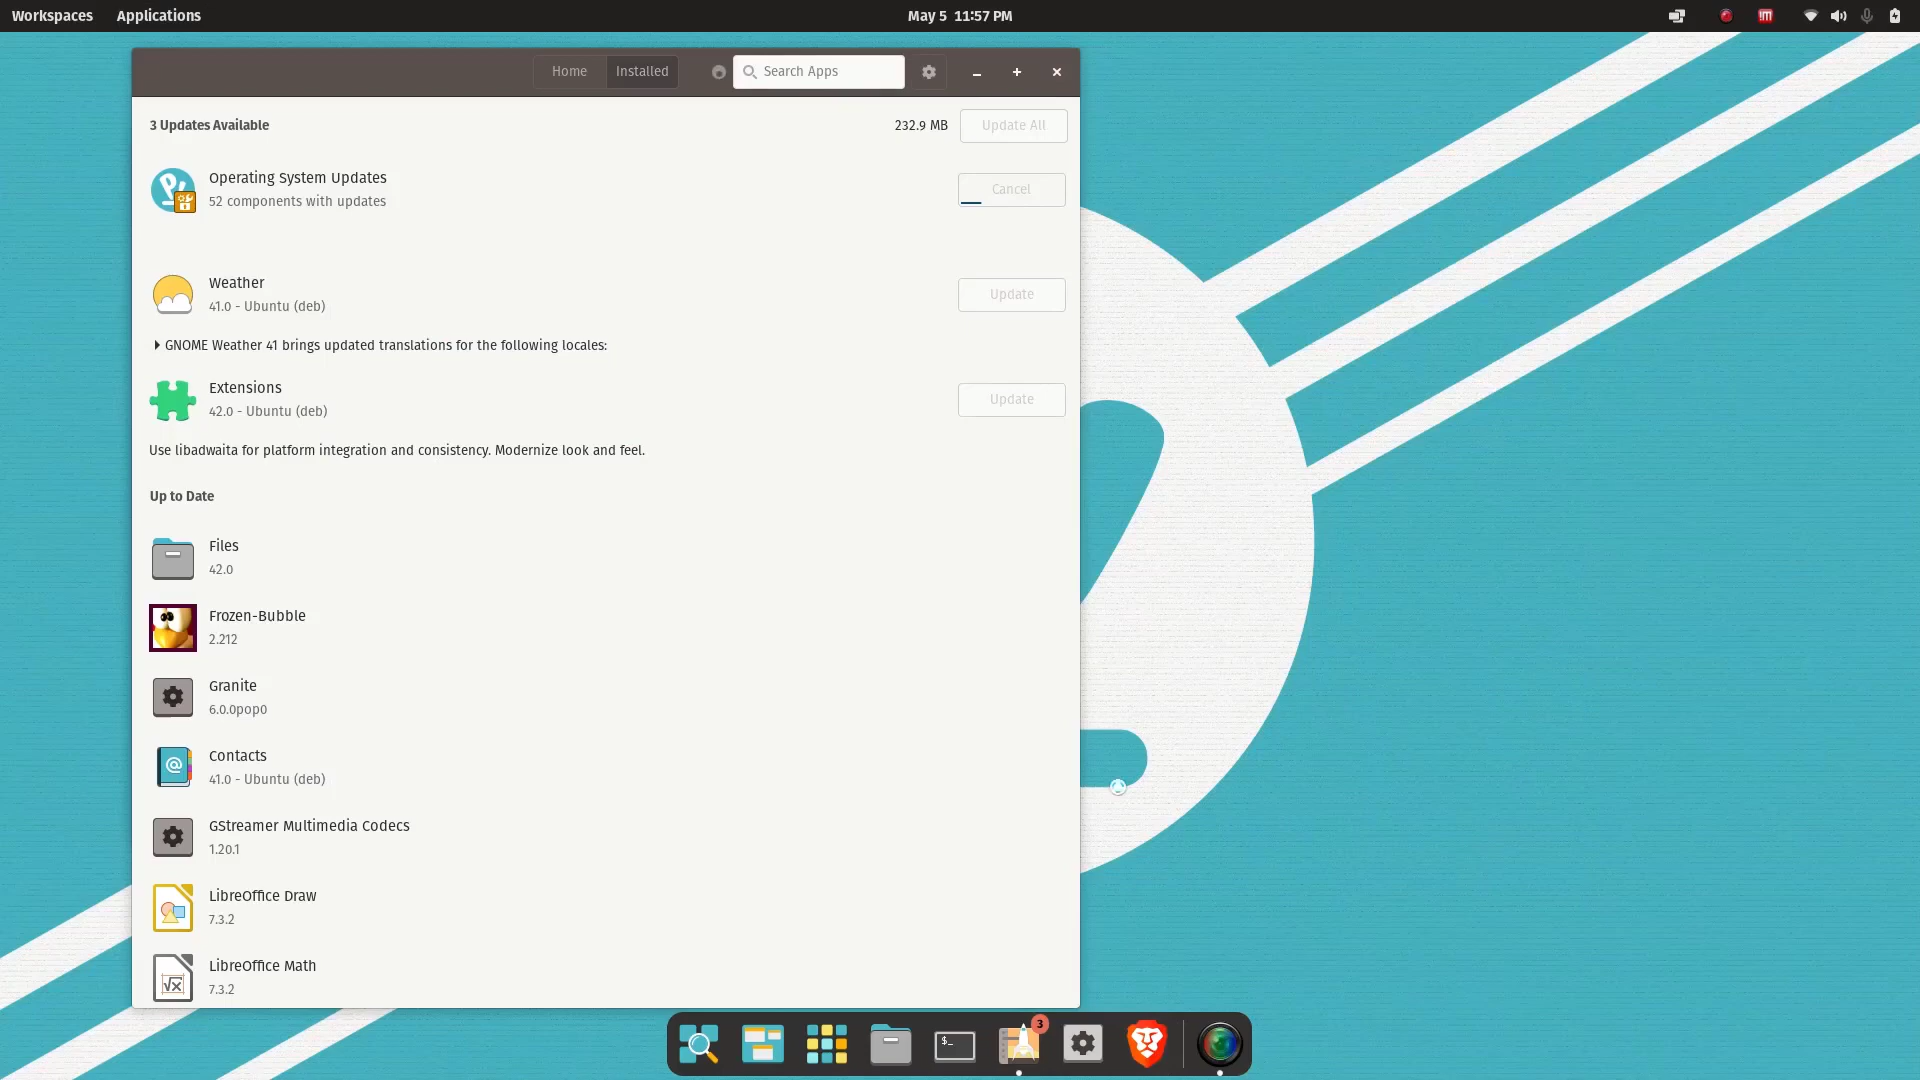 Workspaces Applications May 5 11:57 PM
Home Installed Search Apps
3 Updates Available 232.9 MB Update All
Operating System Updates
52 components with updates
Cancel
Weather
41.0 - Ubuntu (deb)
Update
GNOME Weather 41 brings updated translations for the following locales:
Extensions
42.0 - Ubuntu (deb)
Update
Use libadwaita for platform integration and consistency. Modernize look and feel.
Up to Date
Files
42.0
Frozen-Bubble
2.212
Granite
6.0.0pop0
Contacts
41.0 - Ubuntu (deb)
GStreamer Multimedia Codecs
1.20.1
LibreOffice Draw
7.3.2
LibreOffice Math
7.3.2
$_
3